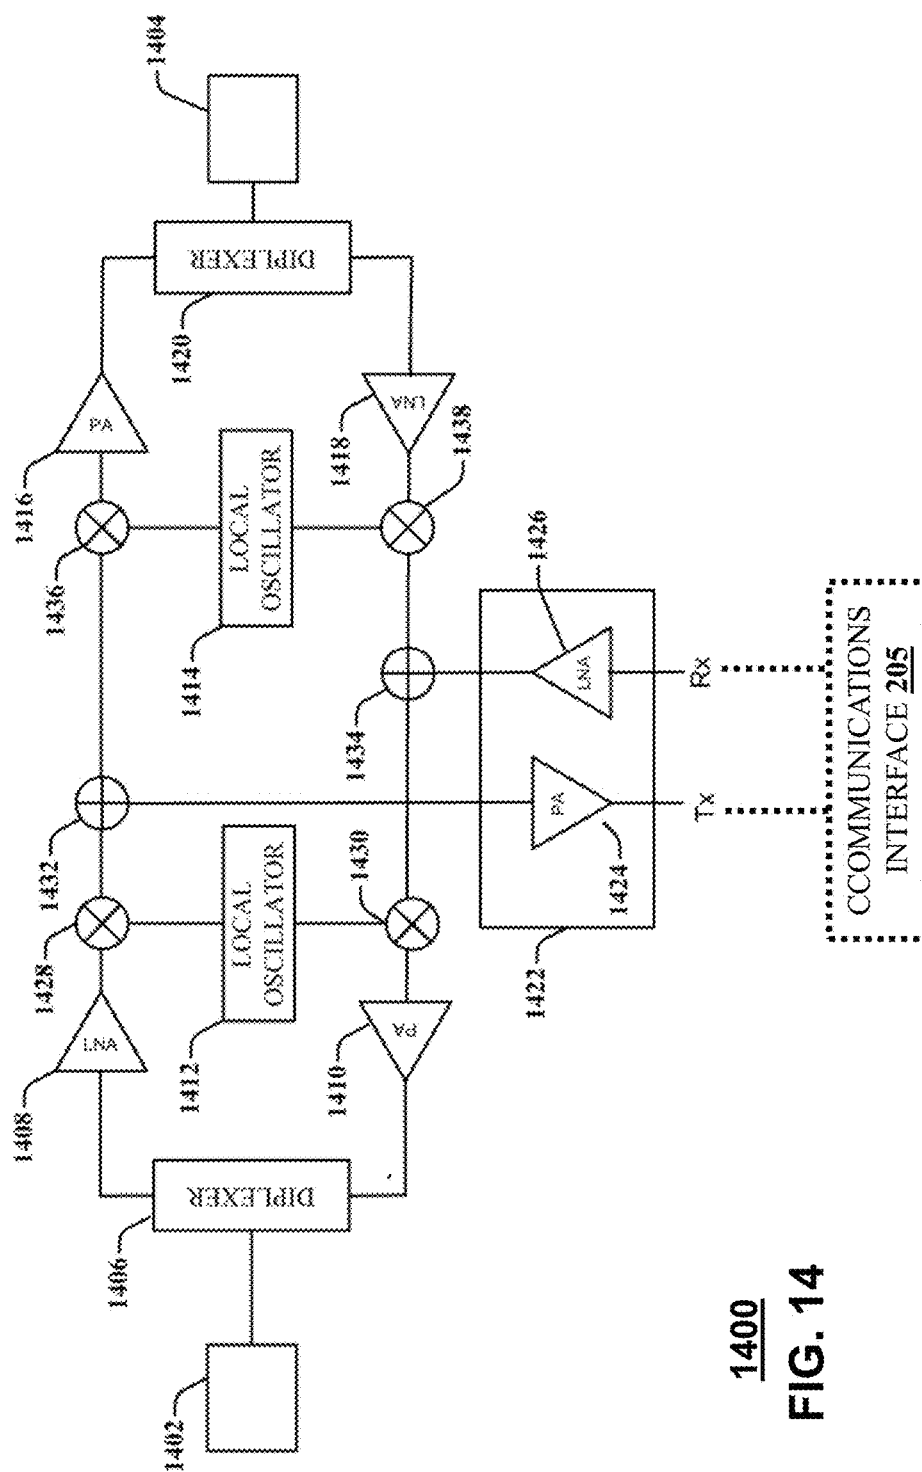 1402
1404
1406
DIPLEXER
1408
LNA
1410
PA
1412
LOCAL
OSCILLATOR
1414
LOCAL
OSCILLATOR
1416
PA
1418
LNA
1420
DIPLEXER
1422
1424
PA
1426
LNA
1428
1430
1432
1434
1436
1438
Tx
Rx
CCOMMUNICATIONS
INTERFACE 205
1400
FIG. 14